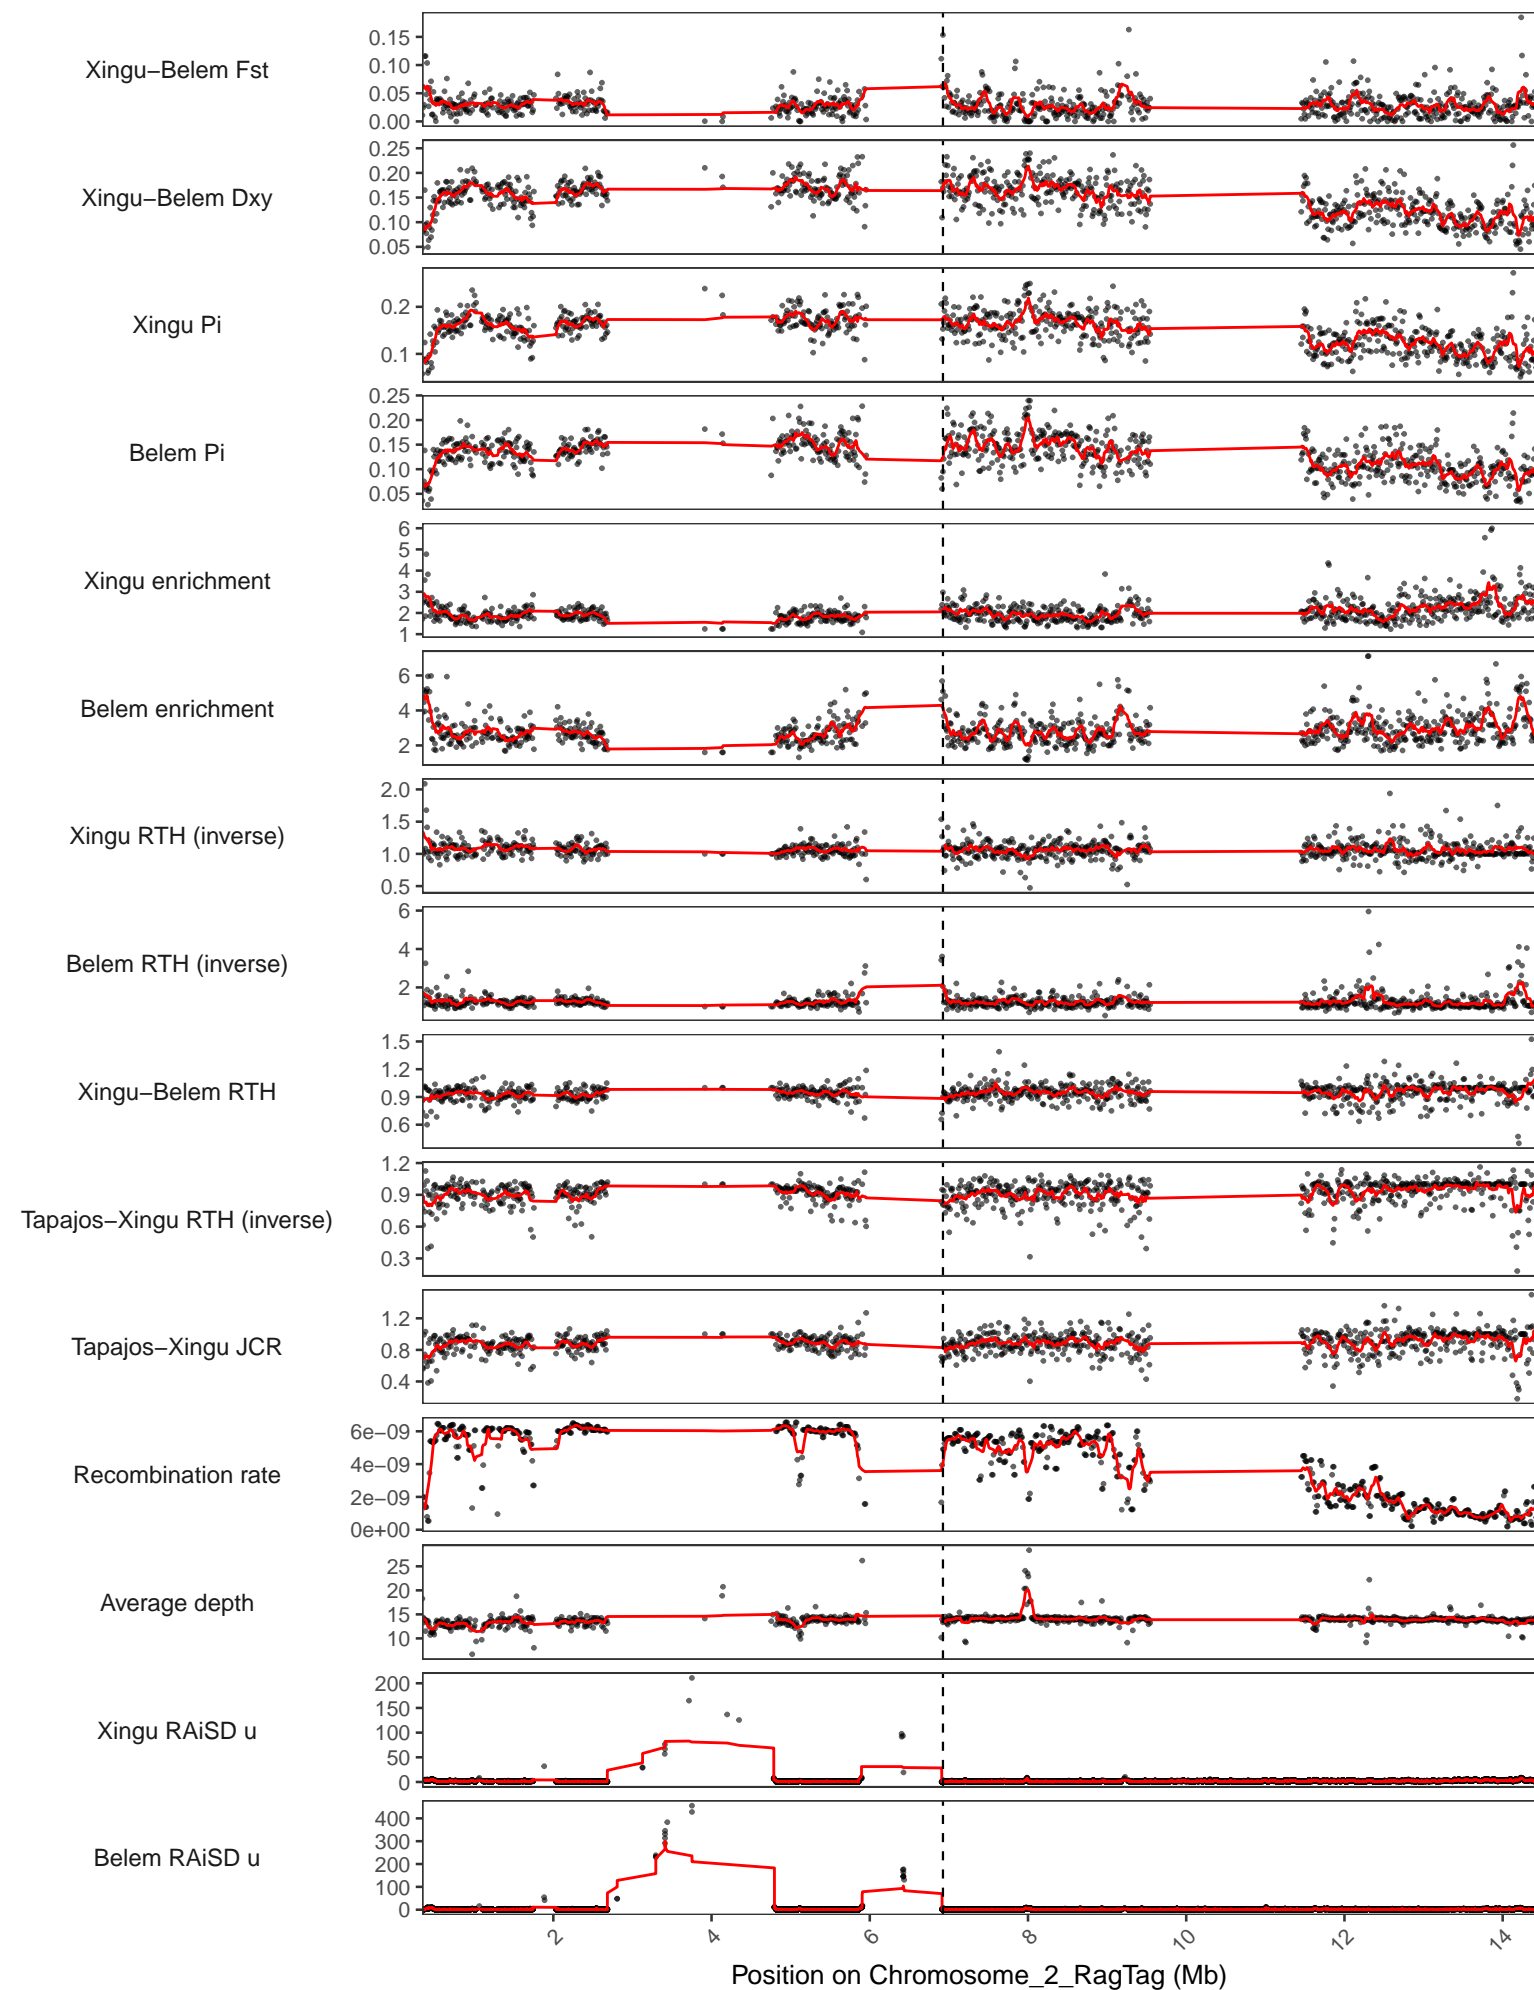 Xingu−Belem Fst
0.15
0.10
0.05
0.00
Xingu−Belem Dxy
0.25
0.20
0.15
0.10
0.05
Xingu Pi
0.2
0.1
Belem Pi
0.25
0.20
0.15
0.10
0.05
Xingu enrichment
6
5
4
3
2
1
Belem enrichment
6
4
2
Xingu RTH (inverse)
2.0
1.5
1.0
0.5
Belem RTH (inverse)
6
4
2
Xingu−Belem RTH
1.5
1.2
0.9
0.6
Tapajos−Xingu RTH (inverse)
1.2
0.9
0.6
0.3
Tapajos−Xingu JCR
1.2
0.8
0.4
Recombination rate
6e−09
4e−09
2e−09
0e+00
Average depth
25
20
15
10
Xingu RAiSD u
200
150
100
50
0
Belem RAiSD u
400
300
200
100
0
2 4 6 8 10 12 14
Position on Chromosome_2_RagTag (Mb)